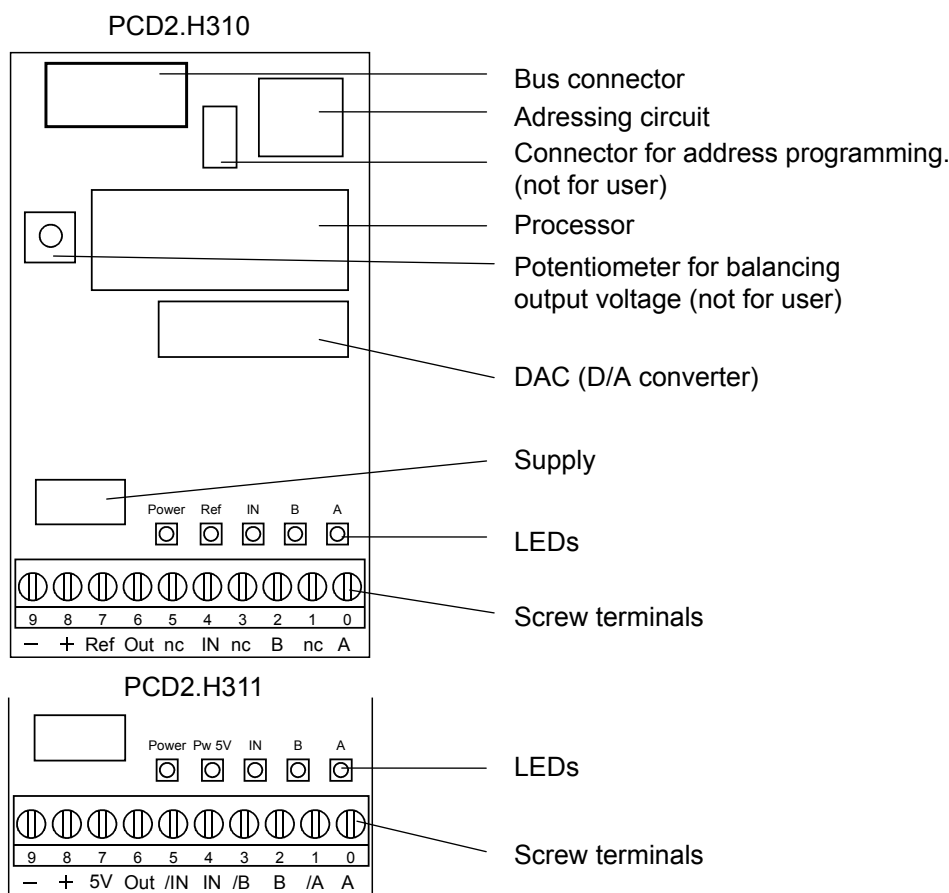 PCD2.H310
Bus connector
Adressing circuit
Connector for address programming.
(not for user)
Processor
Potentiometer for balancing
output voltage (not for user)
DAC (D/A converter)
Supply
Power Ref IN B A
LEDs
9 8 7 6 5 4 3 2 1 0
Screw terminals
– + Ref Out nc IN nc B nc A
PCD2.H311
Power Pw 5V IN B A
LEDs
9 8 7 6 5 4 3 2 1 0
Screw terminals
– + 5V Out /IN IN /B B /A A